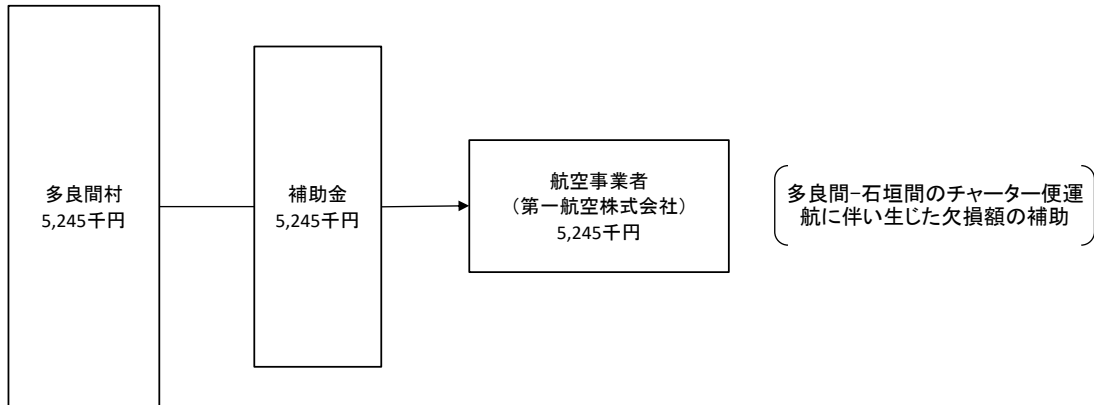 多良間村
5,245千円
補助金
5,245千円
航空事業者
（第一航空株式会社）
5,245千円
多良間−石垣間のチャーター便運
航に伴い生じた欠損額の補助